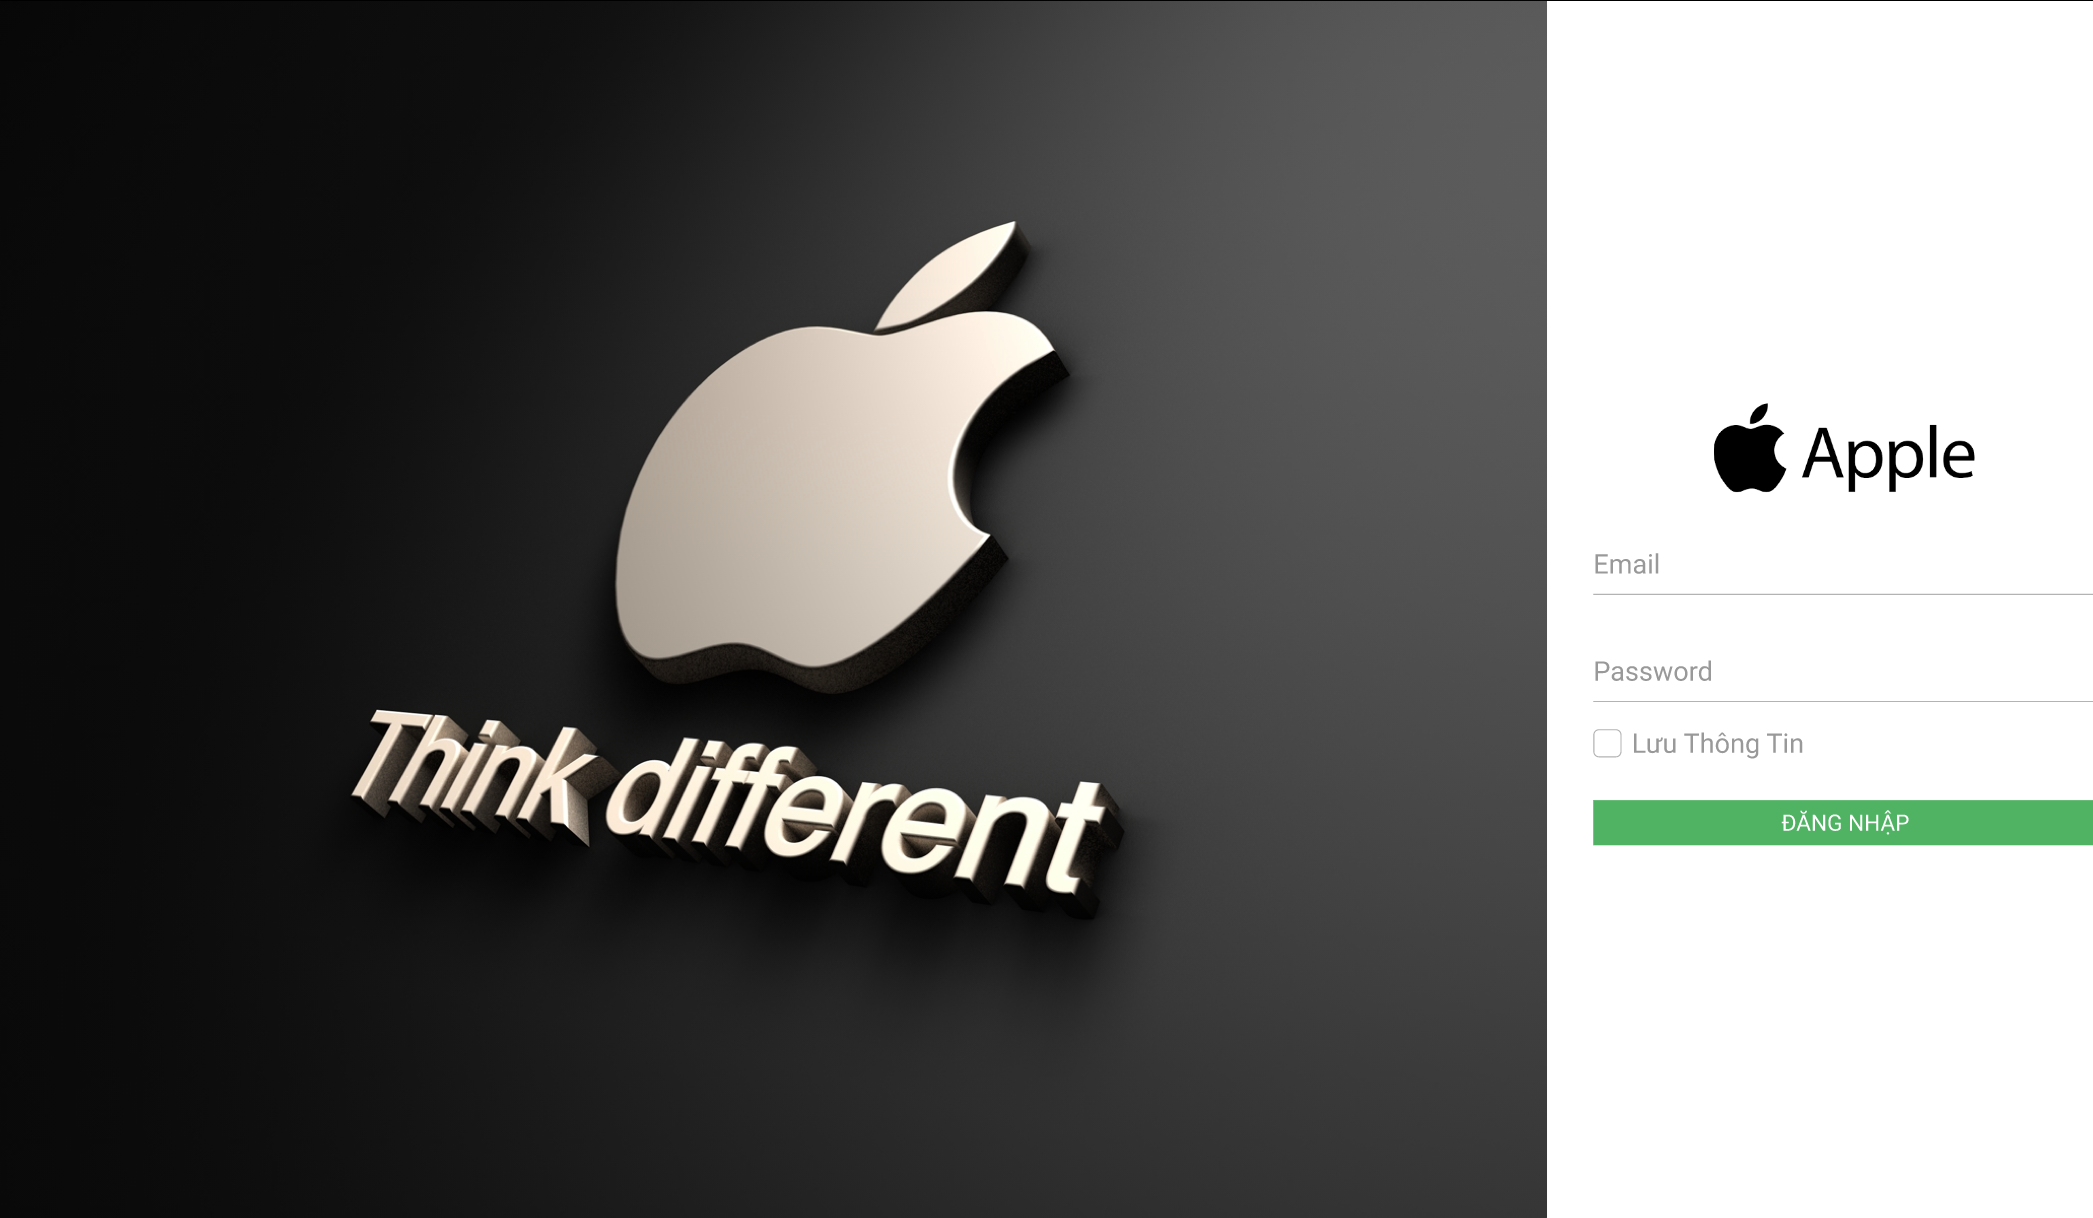 Think different
Apple
Email
Password
Lưu Thông Tin
ĐĂNG NHẬP